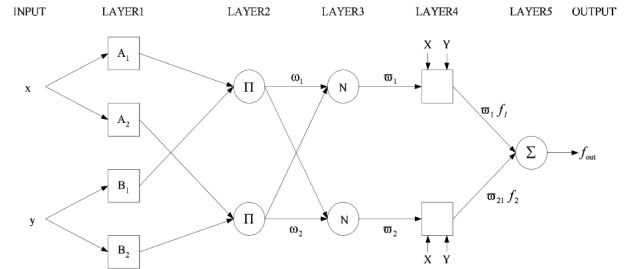 INPUT LAYER1 LAYER2 LAYER3 LAYER4 LAYER5 OUTPUT
X Y
A₁
ω₁ ϖ₁
x Π N
A₂ ϖ₁ f₁
Σ f_out
B₁
ϖ₂₁ f₂
y Π N
ω₂ ϖ₂
B₂
X Y